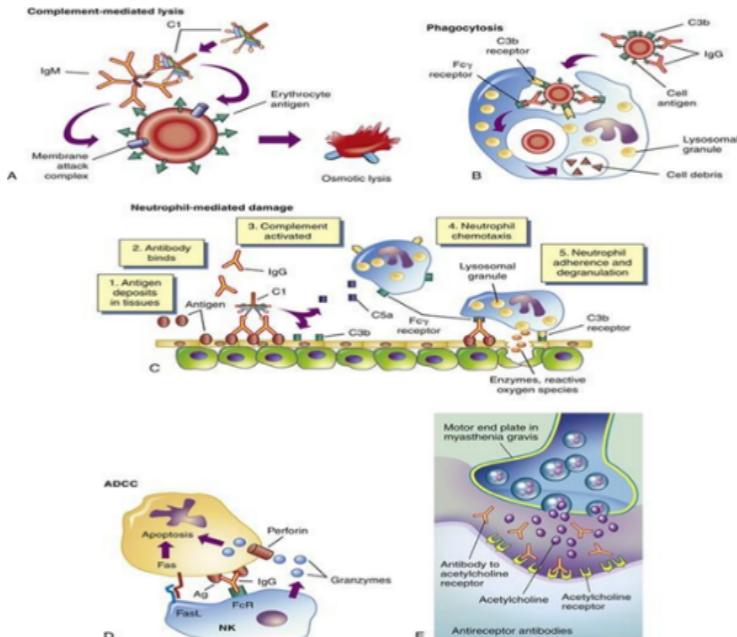 Complement-mediated lysis
C1
IgM
Erythrocyte
antigen
Membrane
attack
complex
Osmotic lysis
A
Phagocytosis
C3b
C3b
receptor
Fcγ
receptor
IgG
Cell
antigen
Lysosomal
granule
Cell debris
B
Neutrophil-mediated damage
1. Antigen
deposits
in tissues
2. Antibody
binds
3. Complement
activated
4. Neutrophil
chemotaxis
5. Neutrophil
adherence and
degranulation
IgG
C1
Antigen
C5a
C3b
Fcγ
receptor
Lysosomal
granule
C3b
receptor
Enzymes, reactive
oxygen species
C
ADCC
Apoptosis
Fas
Perforin
Granzymes
Ag
IgG
FasL
FcR
NK
D
Motor end plate in
myasthenia gravis
Antibody to
acetylcholine
receptor
Acetylcholine
Acetylcholine
receptor
Antireceptor antibodies
E